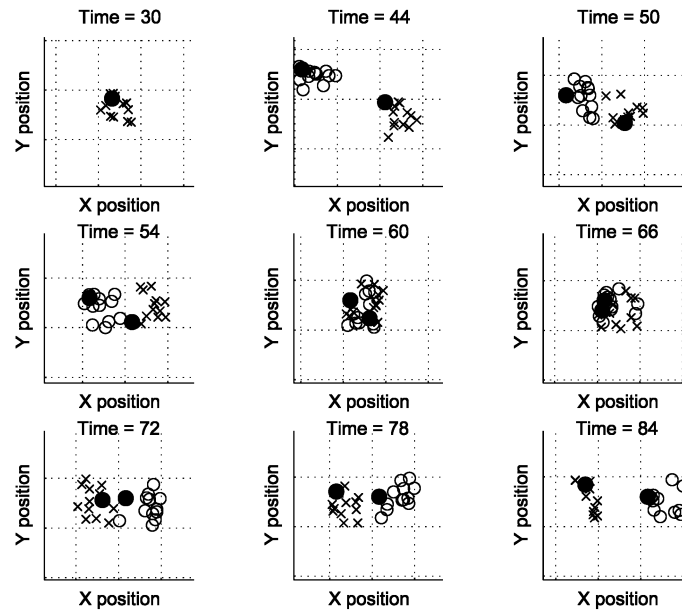 Time = 30
Time = 44
Time = 50
Y position
Y position
Y position
X position
X position
X position
Time = 54
Time = 60
Time = 66
Y position
Y position
Y position
X position
X position
X position
Time = 72
Time = 78
Time = 84
Y position
Y position
Y position
X position
X position
X position